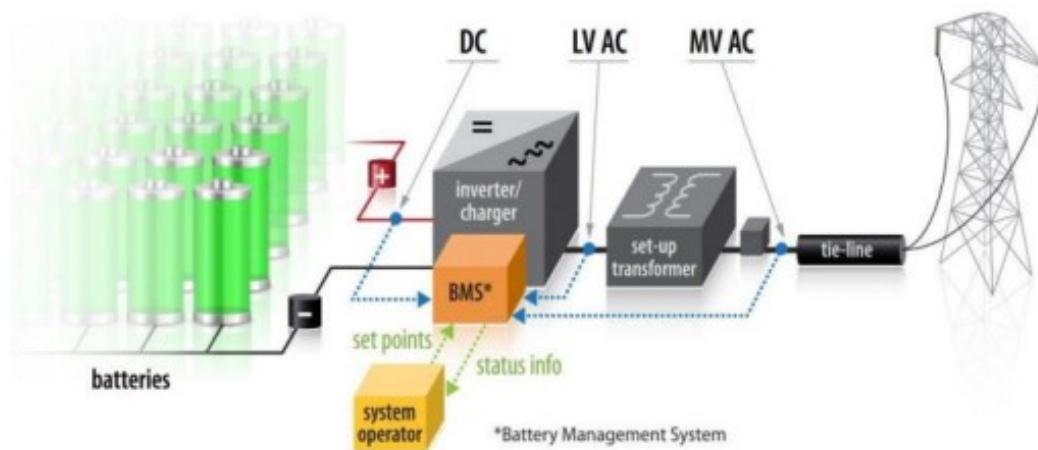 DC
LV AC
MV AC
=
+
inverter/
charger
set-up
transformer
tie-line
BMS*
-
set points
status info
batteries
system
operator
*Battery Management System